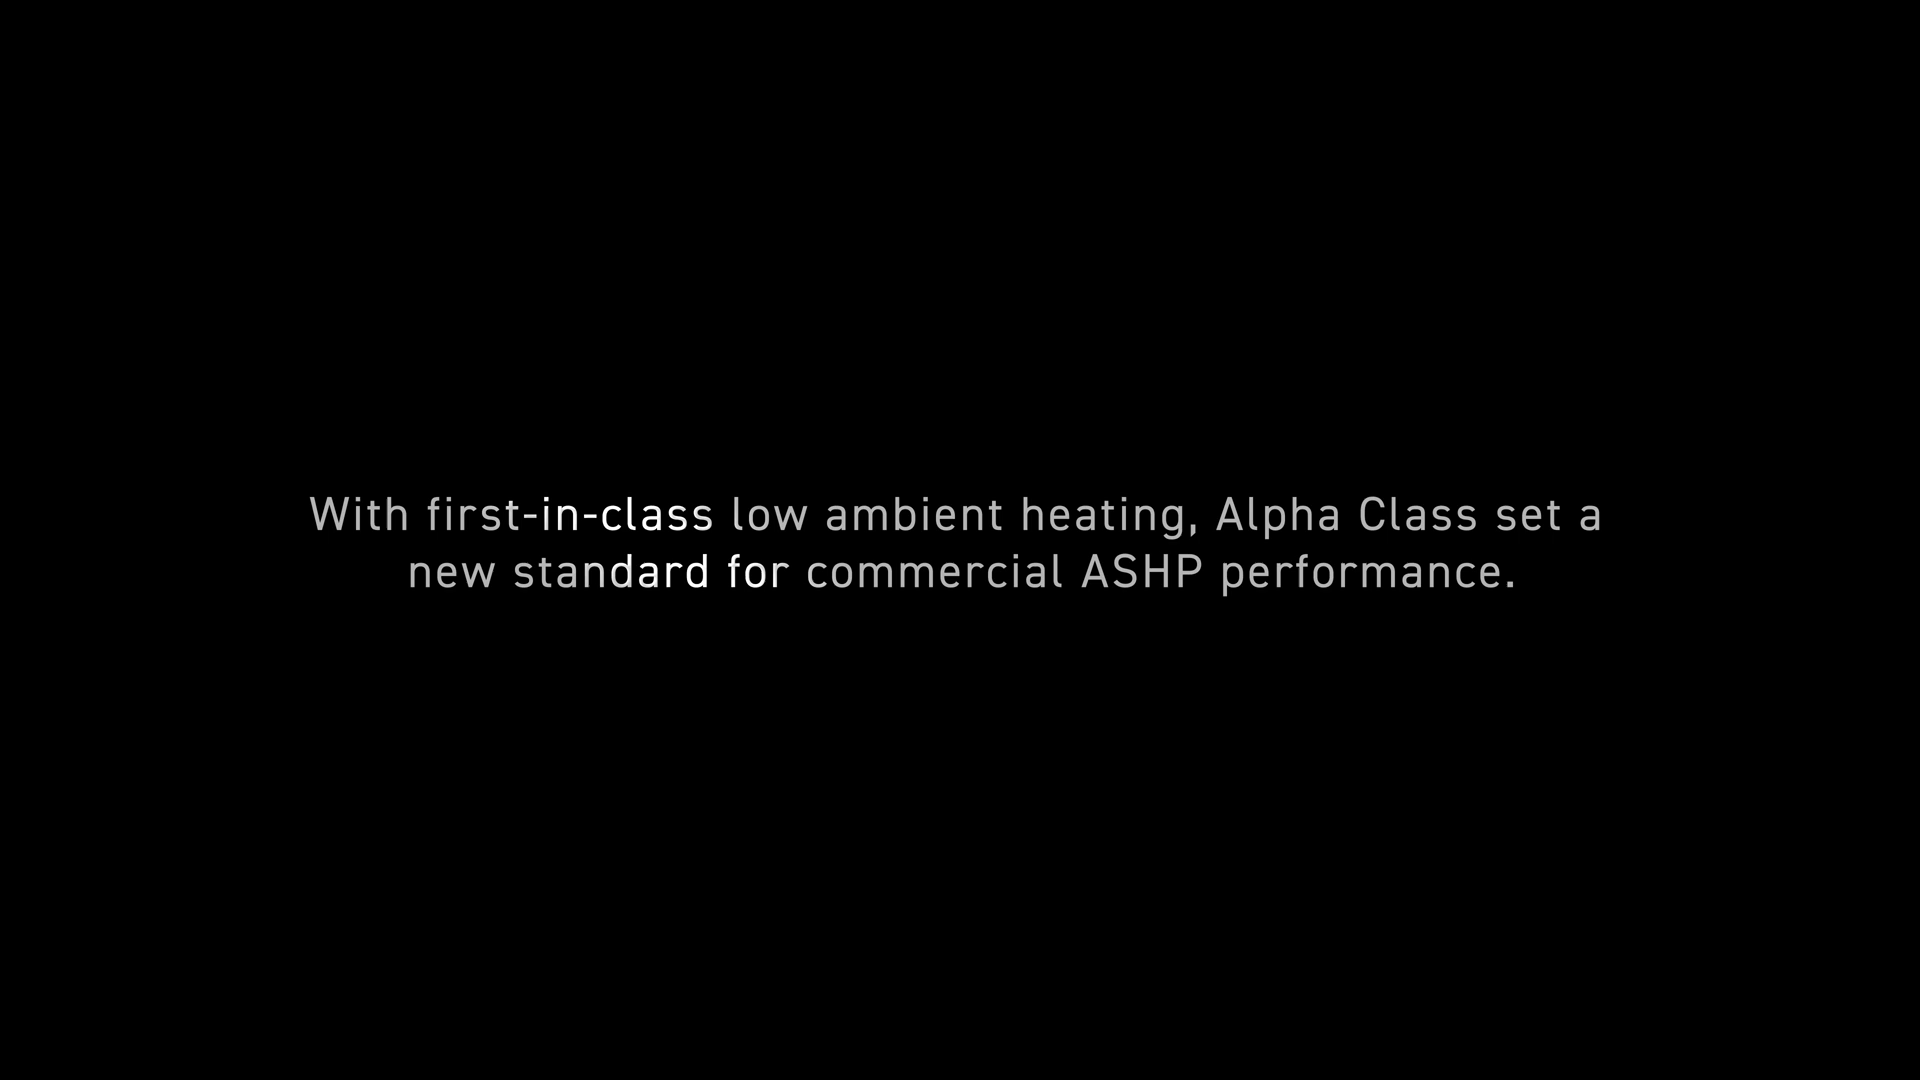 With first-in-class low ambient heating, Alpha Class set a
new standard for commercial ASHP performance.